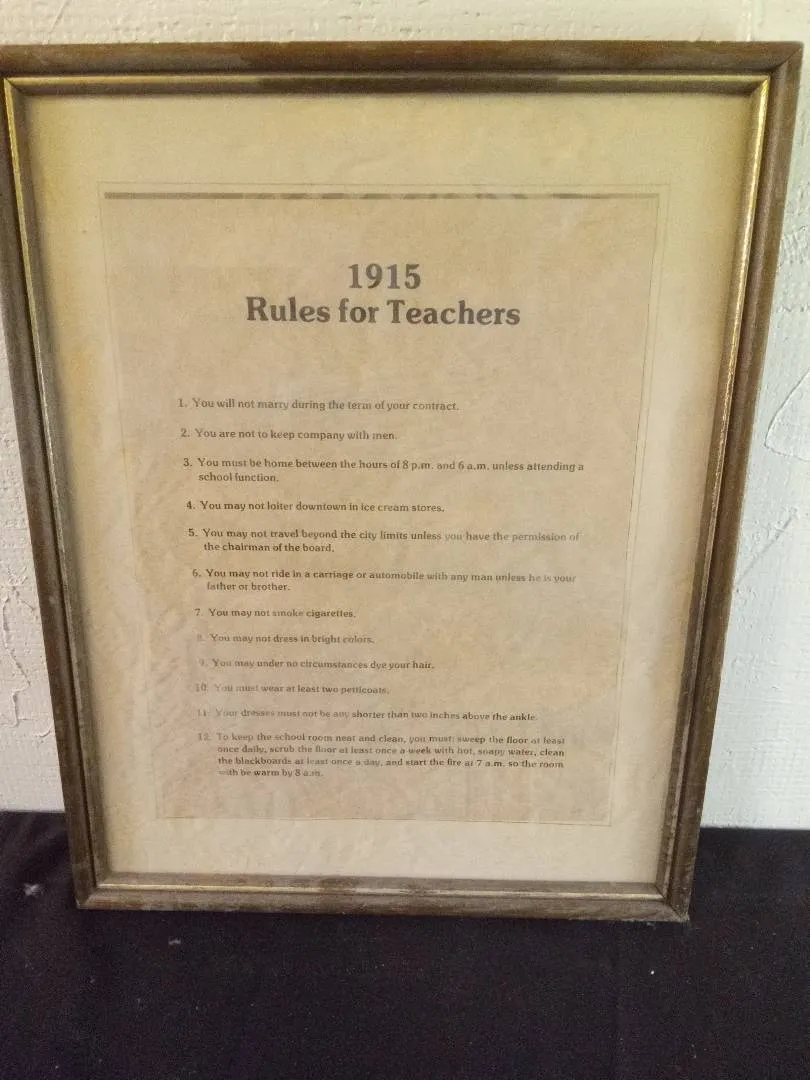 1915
Rules for Teachers
1. You will not marry during the term of your contract.
2. You are not to keep company with men.
3. You must be home between the hours of 8 p.m. and 6 a.m. unless attending a
school function.
4. You may not loiter downtown in ice cream stores.
5. You may not travel beyond the city limits unless you have the permission of
the chairman of the board.
6. You may not ride in a carriage or automobile with any man unless he is your
father or brother.
7. You may not smoke cigarettes.
8. You may not dress in bright colors.
9. You may under no circumstances dye your hair.
10. You must wear at least two petticoats.
11. Your dresses must not be any shorter than two inches above the ankle.
12. To keep the school room neat and clean, you must: sweep the floor at least
once daily, scrub the floor at least once a week with hot, soapy water, clean
the blackboards at least once a day, and start the fire at 7 a.m. so the room
with be warm by 8 a.m.